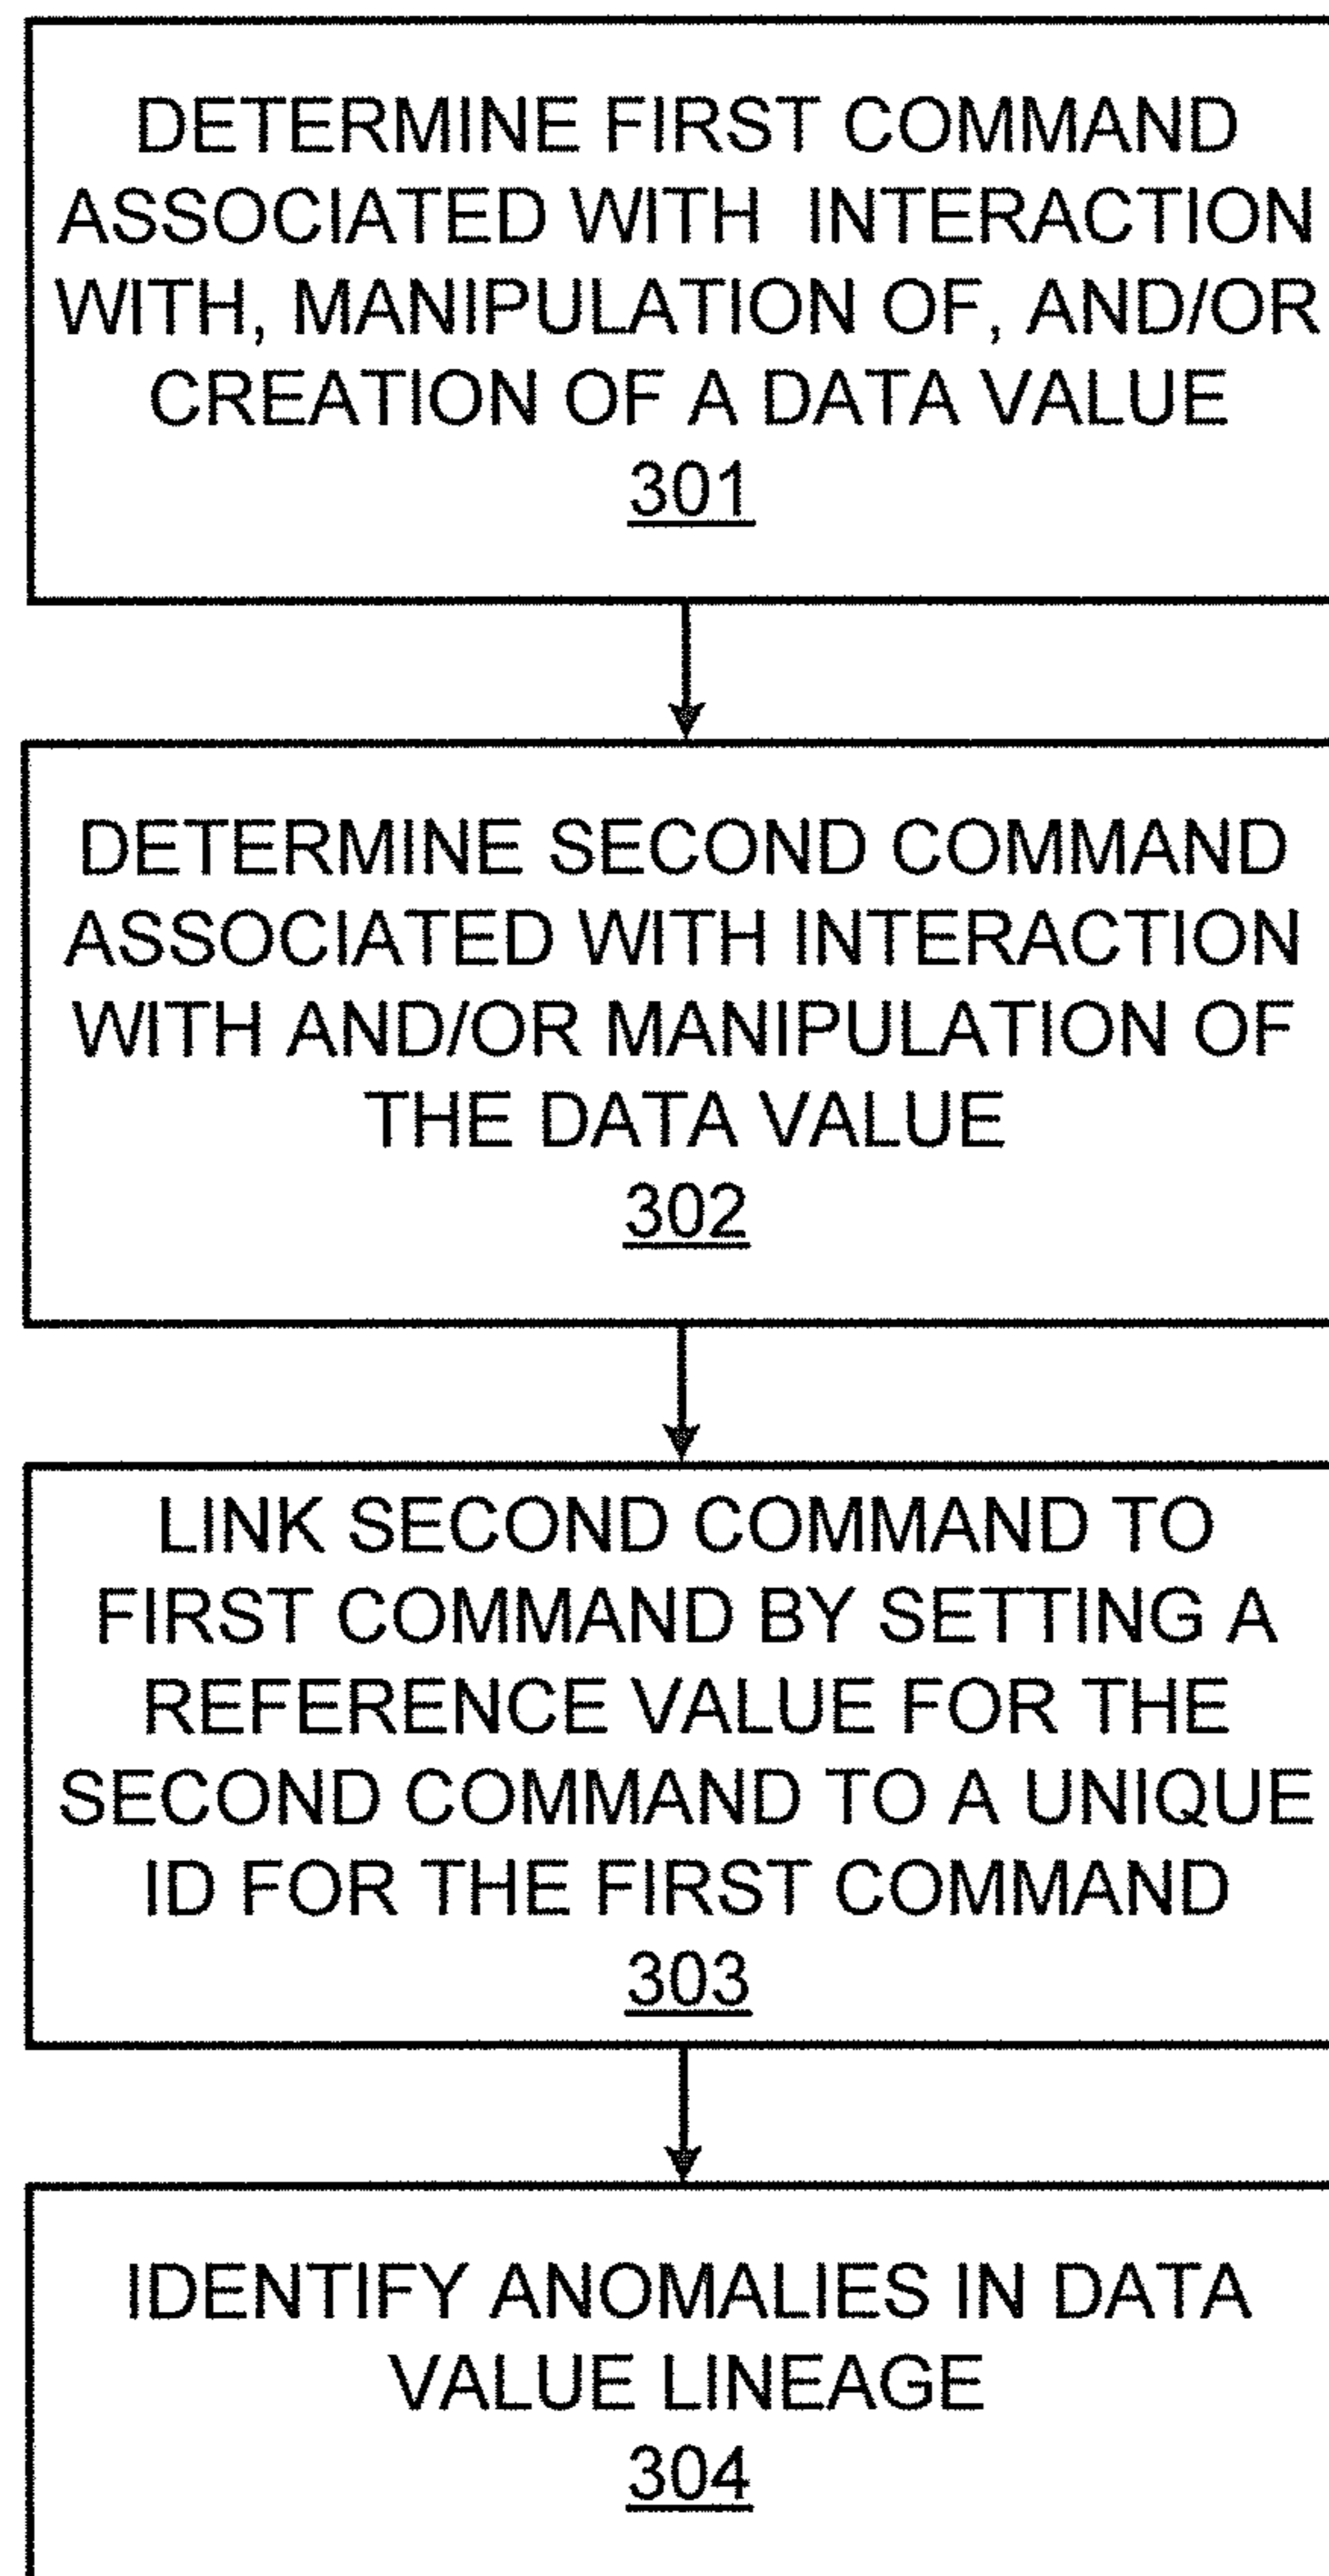 DETERMINE FIRST COMMAND
ASSOCIATED WITH INTERACTION
WITH, MANIPULATION OF, AND/OR
CREATION OF A DATA VALUE
301
DETERMINE SECOND COMMAND
ASSOCIATED WITH INTERACTION
WITH AND/OR MANIPULATION OF
THE DATA VALUE
302
LINK SECOND COMMAND TO
FIRST COMMAND BY SETTING A
REFERENCE VALUE FOR THE
SECOND COMMAND TO A UNIQUE
ID FOR THE FIRST COMMAND
303
IDENTIFY ANOMALIES IN DATA
VALUE LINEAGE
304